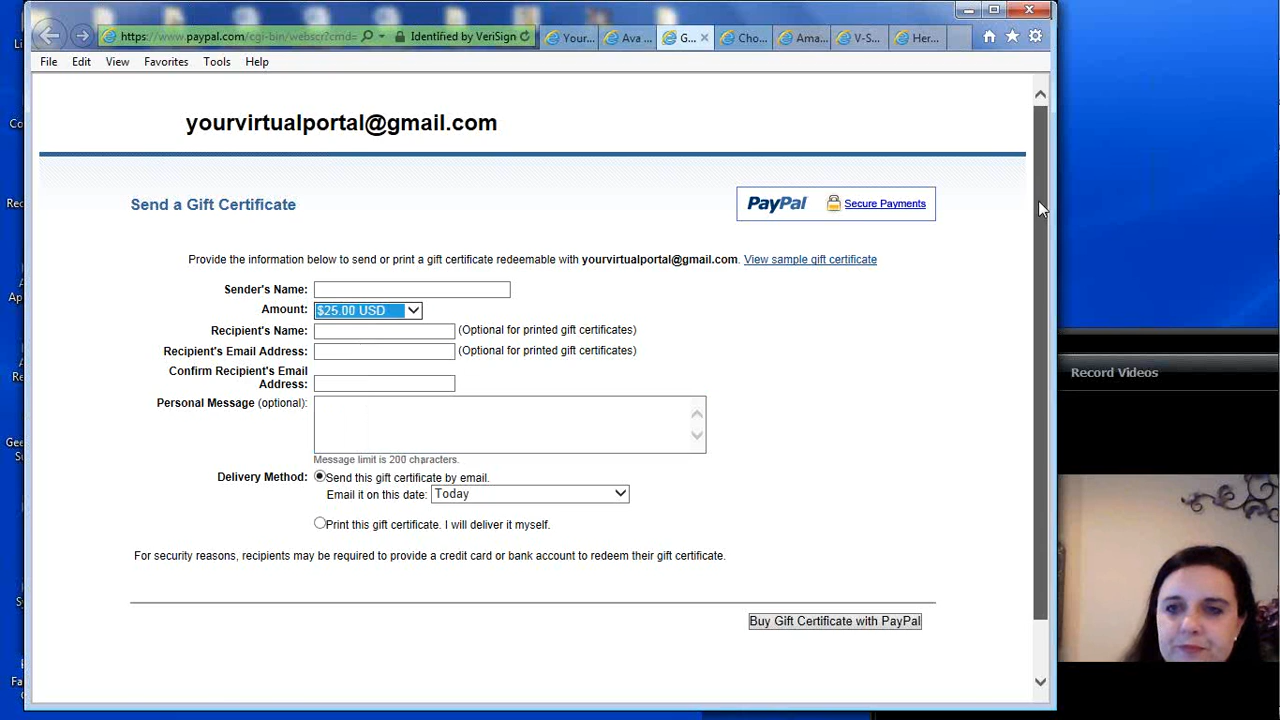 https://www.paypal.com/cgi-bin/webscr?cmd= Identified by VeriSign Your... Ava ... G... Cho... Ama... V-S... Her...
File Edit View Favorites Tools Help
yourvirtualportal@gmail.com
Send a Gift Certificate
PayPal Secure Payments
Provide the information below to send or print a gift certificate redeemable with yourvirtualportal@gmail.com. View sample gift certificate
Sender's Name:
Amount: $25.00 USD
Recipient's Name: (Optional for printed gift certificates)
Recipient's Email Address: (Optional for printed gift certificates)
Confirm Recipient's Email
Address:
Personal Message (optional):
Message limit is 200 characters.
Delivery Method: Send this gift certificate by email.
Email it on this date: Today
Print this gift certificate. I will deliver it myself.
For security reasons, recipients may be required to provide a credit card or bank account to redeem their gift certificate.
Buy Gift Certificate with PayPal
Record Videos